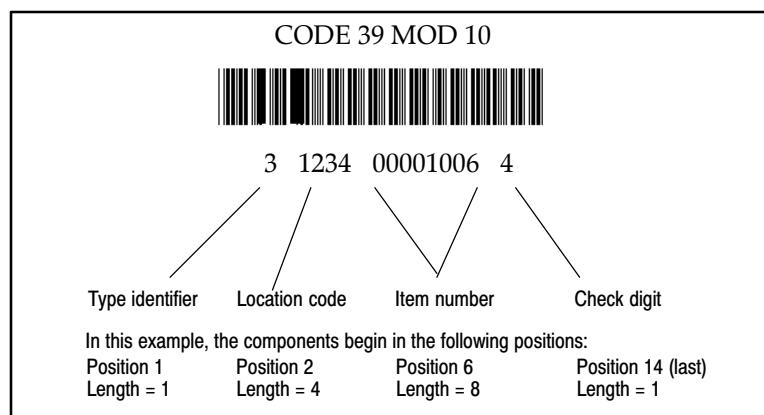 CODE 39 MOD 10
3 1234 00001006 4
Type identifier Location code Item number Check digit
In this example, the components begin in the following positions:
Position 1 Position 2 Position 6 Position 14 (last)
Length = 1 Length = 4 Length = 8 Length = 1